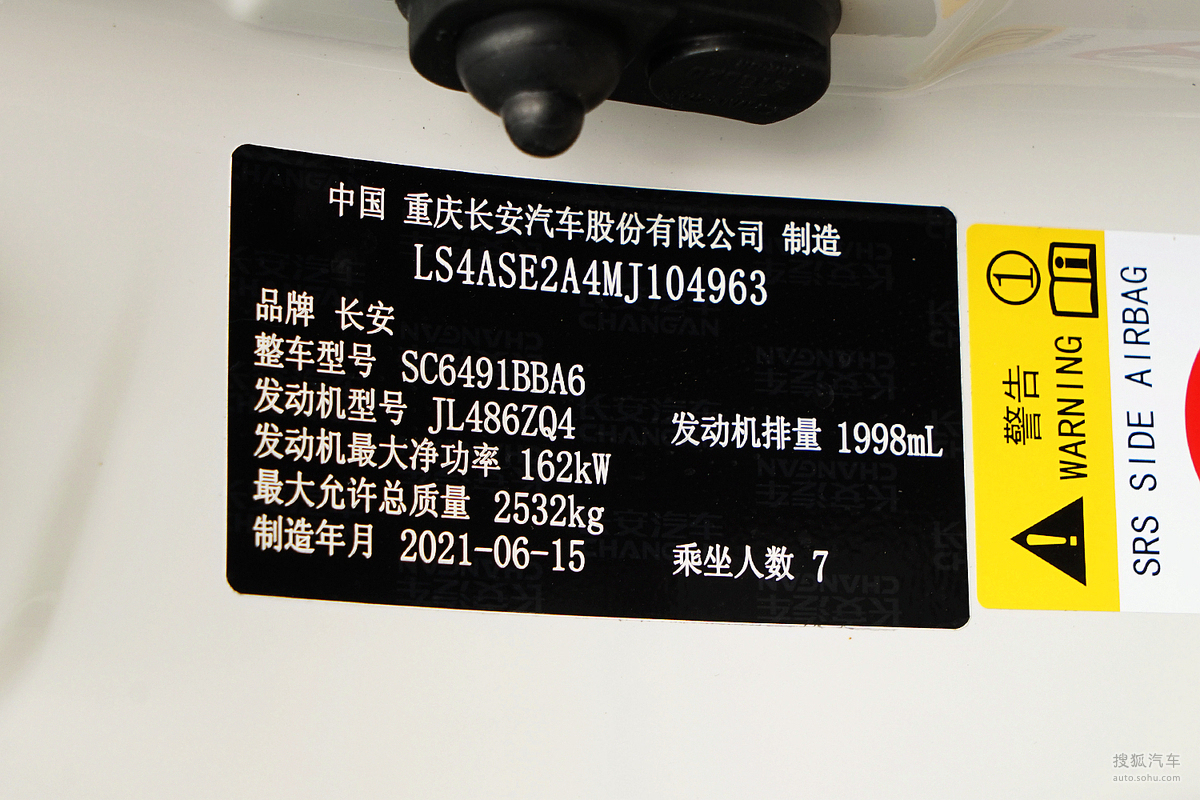 中国 重庆长安汽车股份有限公司 制造
LS4ASE2A4MJ104963
品牌 长安
整车型号 SC6491BBA6
发动机型号 JL486ZQ4 发动机排量 1998mL
发动机最大净功率 162kW
最大允许总质量 2532kg
制造年月 2021-06-15 乘坐人数 7
警告
WARNING
SRS SIDE AIRBAG
搜狐汽车
auto.sohu.com